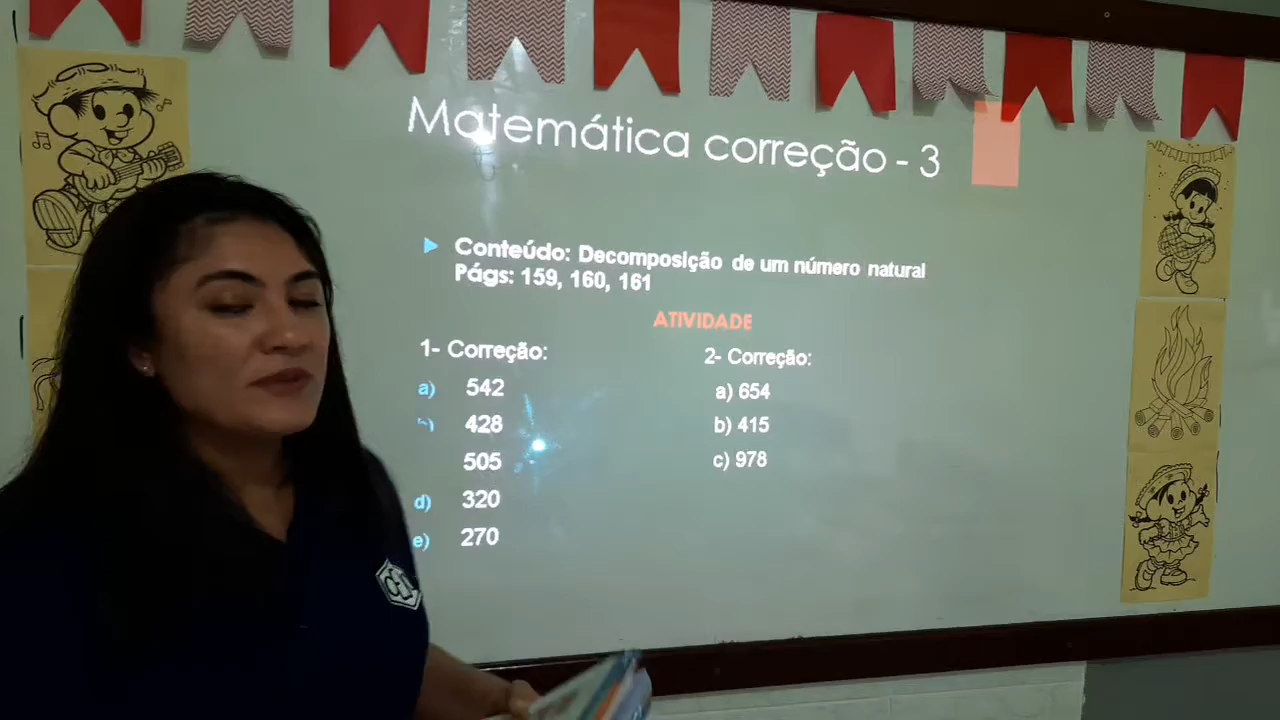 Matemática correção - 3
Conteúdo: Decomposição de um número natural
Págs: 159, 160, 161
ATIVIDADE
1- Correção:
a) 542
b) 428
505
d) 320
e) 270
2- Correção:
a) 654
b) 415
c) 978